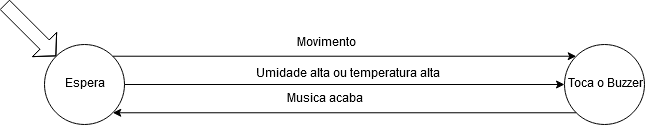 Movimento
Espera
Umidade alta ou temperatura alta
Toca o Buzzer
Musica acaba